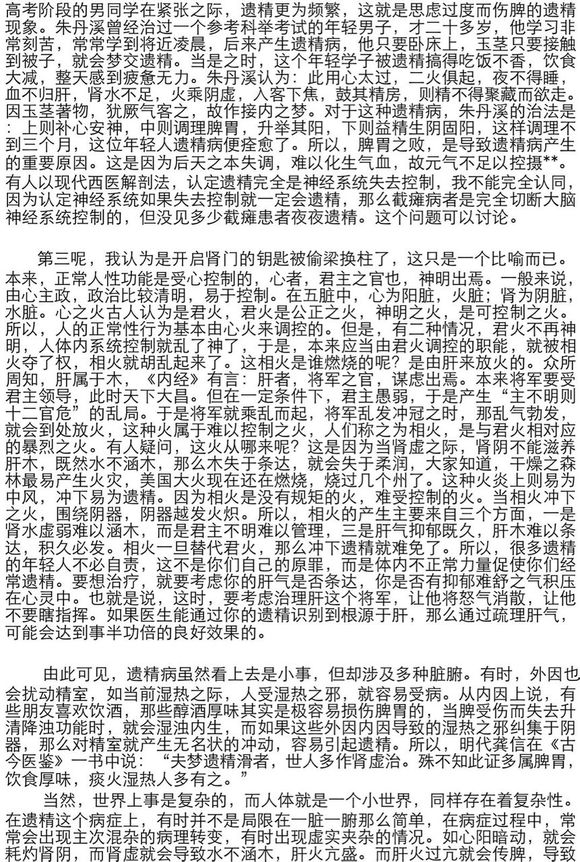 高考阶段的男同学在紧张之际，遗精更为频繁，这就是思虑过度而伤脾的遗精
现象。朱丹溪曾经治过一个参考科举考试的年轻男子，才二十多岁，他学习非
常刻苦，常常学到将近凌晨，后来产生遗精病，他只要卧床上，玉茎只要接触
到被子，就会梦交遗精。当是之时，这个年轻学子被遗精搞得吃饭不香，饮食
大减，整天感到疲惫无力。朱丹溪认为：此用心太过，二火俱起，夜不得睡，
血不归肝，肾水不足，火乘阴虚，入客下焦，鼓其精房，则精不得聚藏而欲走。
因玉茎著物，犹厥气客之，故作接内之梦。对于这种遗精病，朱丹溪的治法是
：上则补心安神，中则调理脾胃，升举其阳，下则益精生阴固阳，这样调理不
到三个月，这位年轻人遗精病便痊愈了。所以，脾胃之败，是导致遗精病产生
的重要原因。这是因为后天之本失调，难以化生气血，故元气不足以控摄**。
有人以现代西医解剖法，认定遗精完全是神经系统失去控制，我不能完全认同，
因为认定神经系统如果失去控制就一定会遗精，那么截瘫病者是完全切断大脑
神经系统控制的，但没见多少截瘫患者夜夜遗精。这个问题可以讨论。
第三呢，我认为是开启肾门的钥匙被偷梁换柱了，这只是一个比喻而已。
本来，正常人性功能是受心控制的，心者，君主之官也，神明出焉。一般来说，
由心主政，政治比较清明，易于控制。在五脏中，心为阳脏，火脏；肾为阴脏，
水脏。心之火古人认为是君火，君火是公正之火，神明之火，是可控制之火。
所以，人的正常性行为基本由心火来调控的。但是，有二种情况，君火不再神
明，人体内系统控制就乱了神了，于是，本来应当由君火调控的职能，就被相
火夺了权，相火就胡乱起来了。这相火是谁燃烧的呢？是由肝来放火的。众所
周知，肝属于木，《内经》有言：肝者，将军之官，谋虑出焉。本来将军要受
君主领导，此时天下大昌。但在一定条件下，君主愚弱，于是产生“主不明则
十二官危”的乱局。于是将军就乘乱而起，将军乱发冲冠之时，那乱气勃发，
就会到处放火，这种火属于难以控制之火，人们称之为相火，是与君火相对应
的暴烈之火。有人疑问，这火从哪来呢？这是因为当肾虚之际，肾阴不能滋养
肝木，既然水不涵木，那么木失于条达，就会失于柔润，大家知道，干燥之森
林最易产生火灾，美国大火现在还在燃烧，烧过几个州了。这种火炎上则易为
中风，冲下易为遗精。因为相火是没有规矩的火，难受控制的火。当相火冲下
之火，围绕阴器，阴器越发火炽。所以，相火的产生主要来自三个方面，一是
肾水虚弱难以涵木，而是君主不明难以管理，三是肝气抑郁既久，肝木难以条
达，积久必发。相火一旦替代君火，那么冲下遗精就难免了。所以，很多遗精
的年轻人不必自责，这不是你们自己的原罪，而是体内不正常力量促使你们经
常遗精。要想治疗，就要考虑你的肝气是否条达，你是否有抑郁难舒之气积压
在心灵中。也就是说，这时，要考虑治理肝这个将军，让他将怒气消散，让他
不要瞎指挥。如果医生能通过你的遗精识别到根源于肝，那么通过疏理肝气，
可能会达到事半功倍的良好效果的。
由此可见，遗精病虽然看上去是小事，但却涉及多种脏腑。有时，外因也
会扰动精室，如当前湿热之际，人受湿热之邪，就容易受病。从内因上说，有
些朋友喜欢饮酒，那些醇酒厚味其实是极容易损伤脾胃的，当脾受伤而失去升
清降浊功能时，就会湿浊内生，而如果这些外因内因导致的湿热之邪纠集于阴
器，那么对精室就产生无名状的冲动，容易引起遗精。所以，明代龚信在《古
今医鉴》一书中说：“夫梦遗精滑者，世人多作肾虚治。殊不知此证多属脾胃，
饮食厚味，痰火湿热人多有之。”
当然，世界上事是复杂的，而人体就是一个小世界，同样存在着复杂性。
在遗精这个病症上，有时并不是局限在一脏一腑那么简单，在病症过程中，常
常会出现主次混杂的病理转变，有时出现虚实夹杂的情况。如心阳暗动，就会
耗灼肾阴，而肾虚就会导致水不涵木，肝火亢盛。而肝火过亢就会传脾，导致